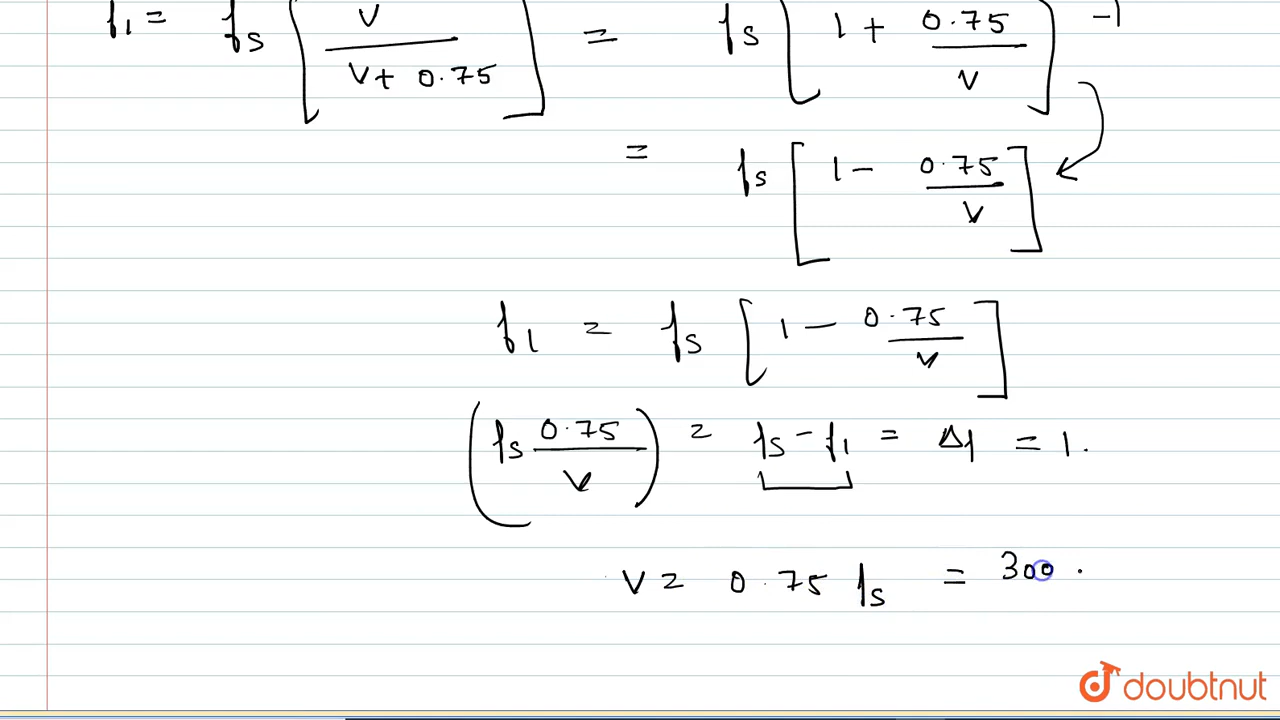 f₁ = fₛ [ V / (V + 0.75) ] = fₛ [ 1 + 0.75 / V ]⁻¹
= fₛ [ 1 - 0.75 / V ]
f₁ = fₛ [ 1 - 0.75 / V ]
( fₛ 0.75 / V ) = fₛ - f₁ = Δf = 1.
V = 0.75 fₛ = 300.
doubtnut